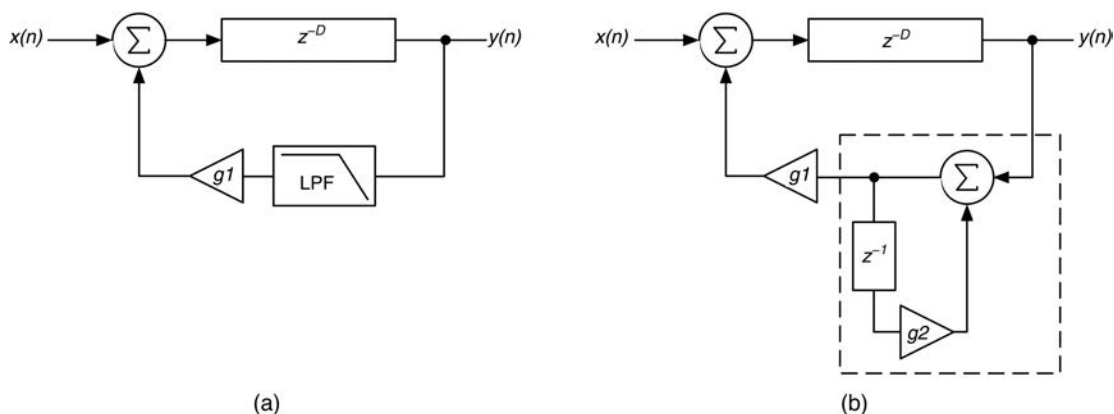 x(n)
Σ
z⁻ᴰ
y(n)
g1
LPF
(a)
x(n)
Σ
z⁻ᴰ
y(n)
g1
Σ
z⁻¹
g2
(b)